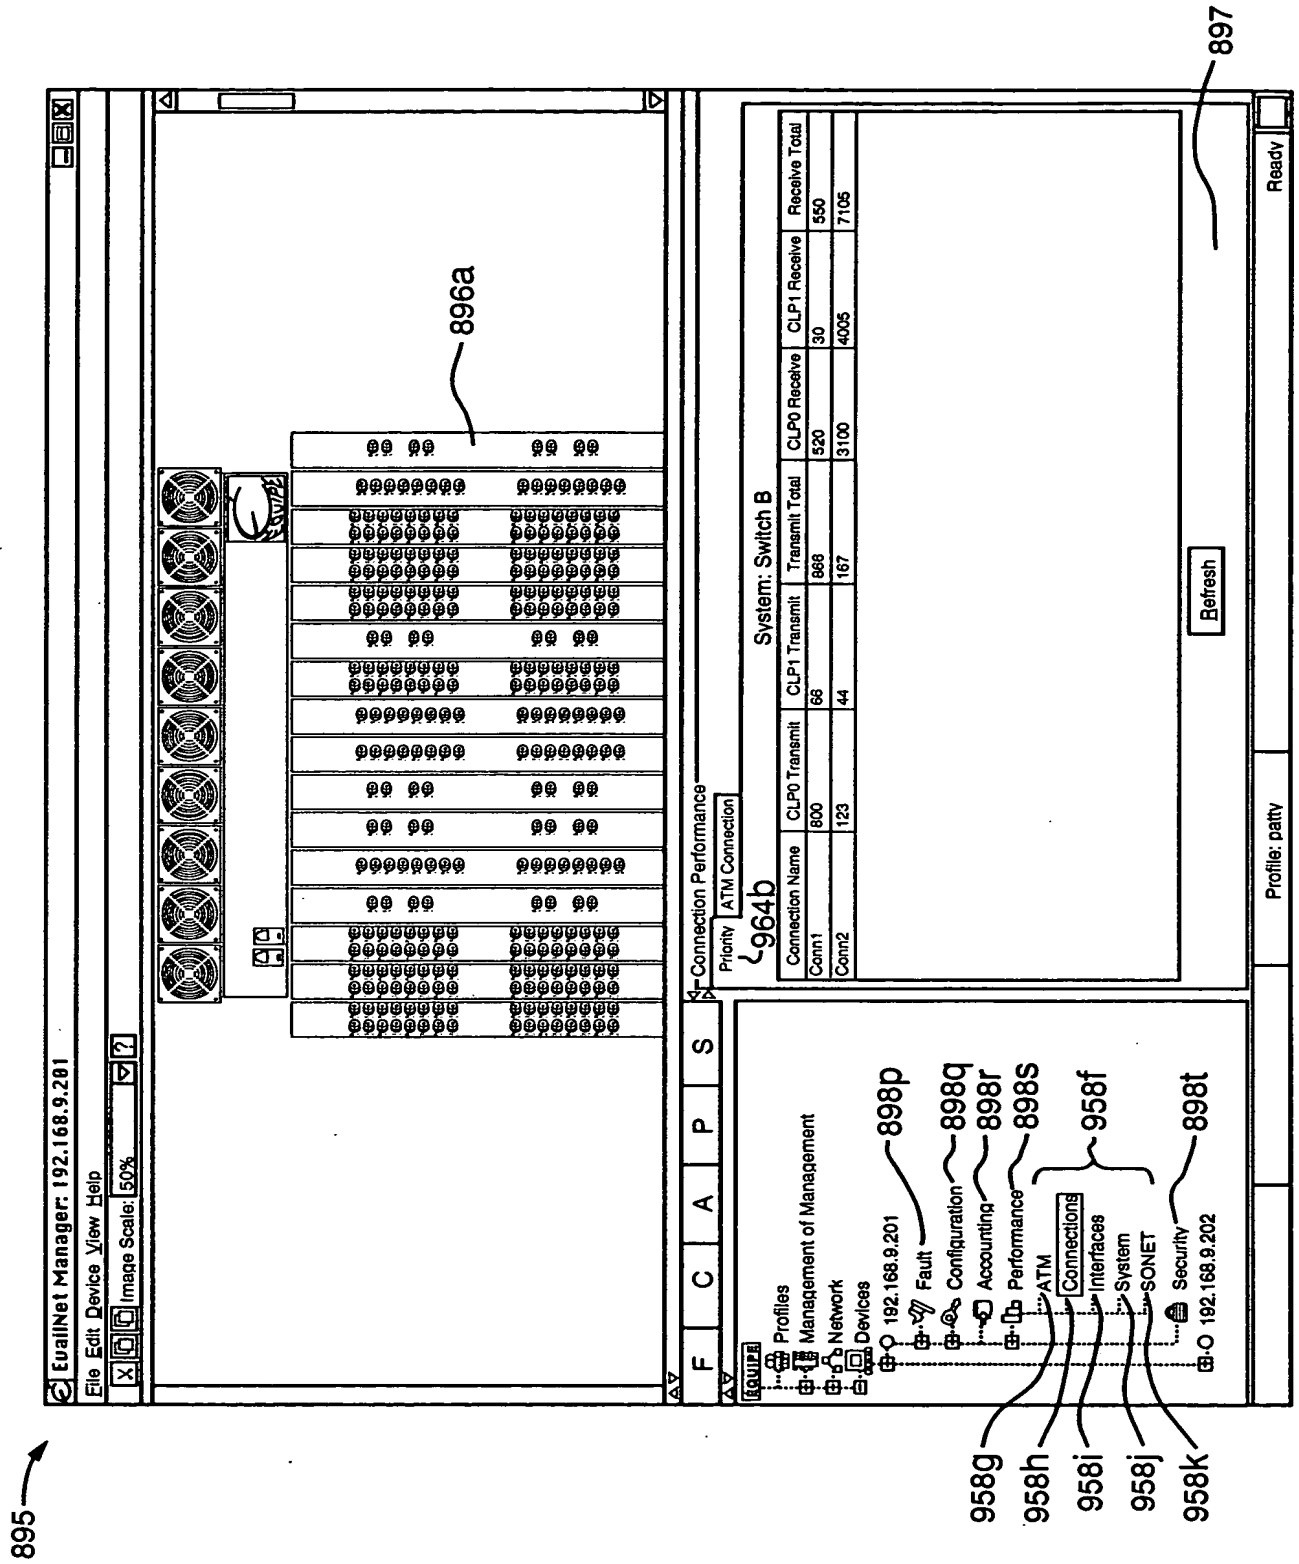 895
EvailNet Manager: 192.168.9.201
File Edit Device View Help
X Image Scale: 50% ?
EQUIPE
896a
F C A P S
EQUIPE
Profiles
Management of Management
Network
Devices
192.168.9.201
Fault
Configuration
Accounting
Performance
ATM
Connections
Interfaces
System
SONET
Security
192.168.9.202
898p
898q
898r
898s
958f
898t
958g
958h
958i
958j
958k
Connection Performance
Priority ATM Connection
964b
System: Switch B
Connection Name CLP0 Transmit CLP1 Transmit Transmit Total CLP0 Receive CLP1 Receive Receive Total
Conn1 800 66 866 520 30 550
Conn2 123 44 167 3100 4005 7105
Refresh
897
Profile: patty
Ready